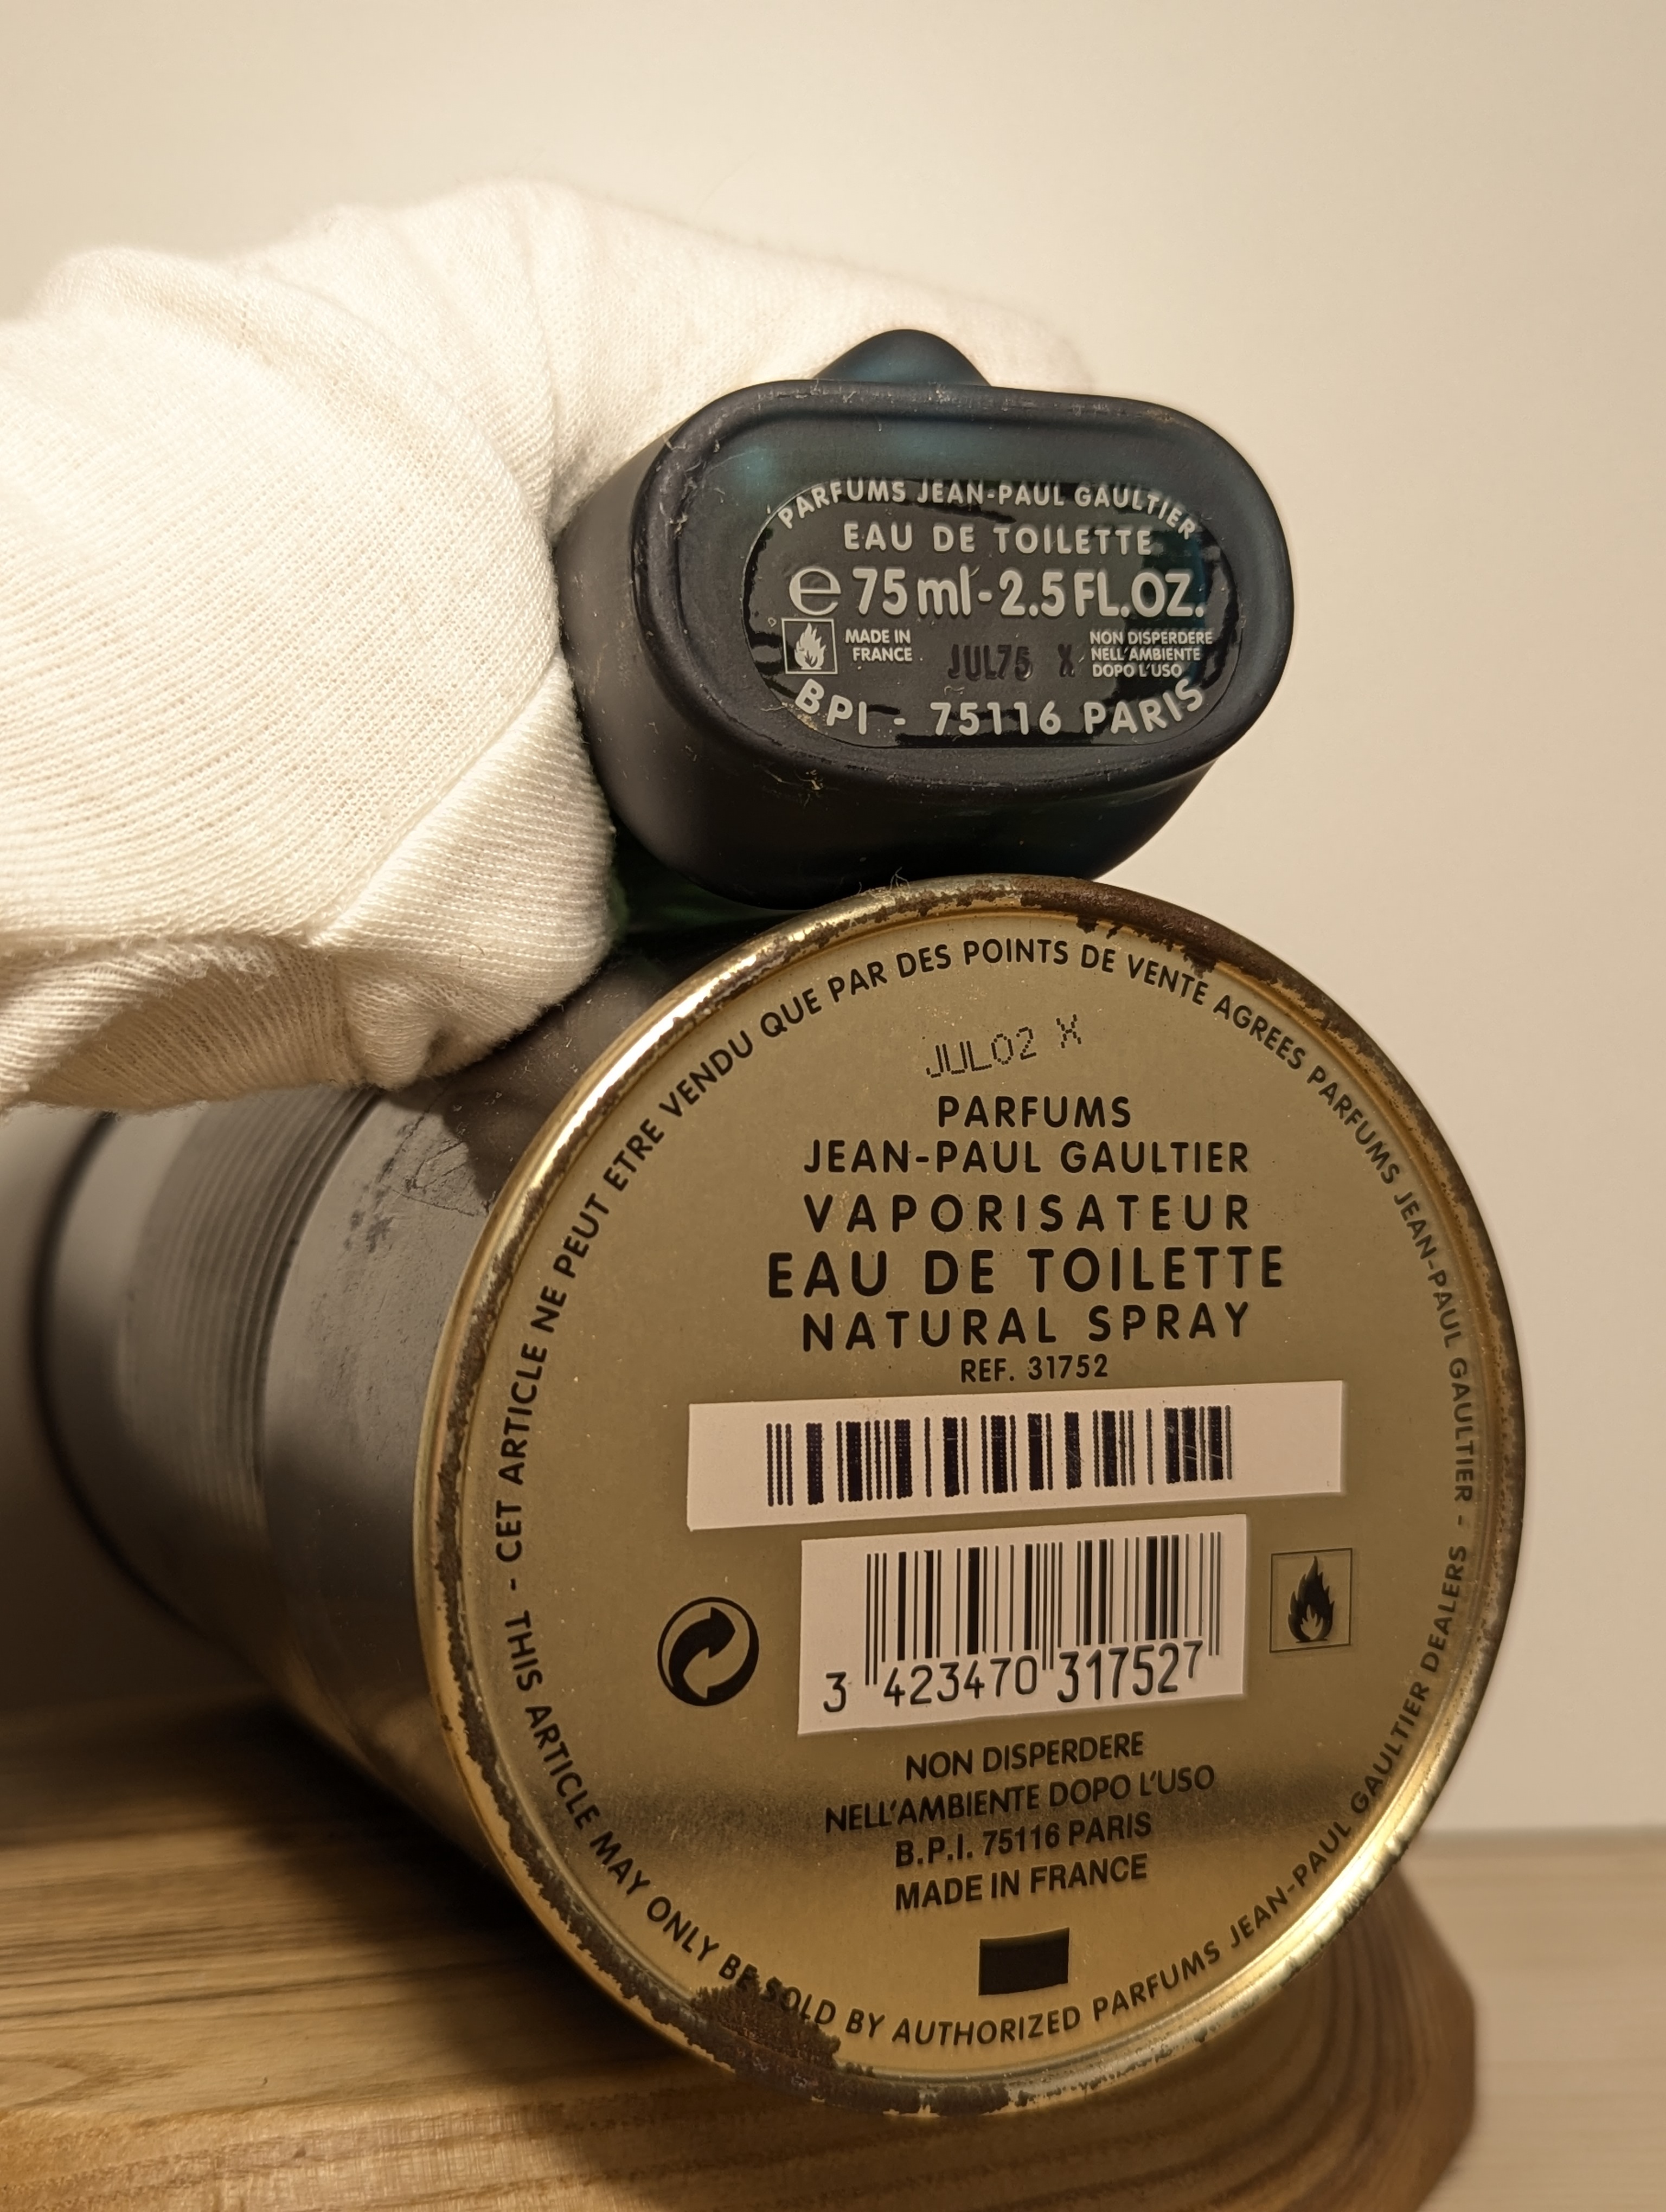 PARFUMS JEAN-PAUL GAULTIER
EAU DE TOILETTE
e 75 ml - 2.5 FL.OZ.
MADE IN
FRANCE
JUL75 X
NON DISPERDERE
NELL'AMBIENTE
DOPO L'USO
BPI - 75116 PARIS
- CET ARTICLE NE PEUT ETRE VENDU QUE PAR DES POINTS DE VENTE AGREES PARFUMS JEAN-PAUL GAULTIER -
JUL02 X
PARFUMS
JEAN-PAUL GAULTIER
VAPORISATEUR
EAU DE TOILETTE
NATURAL SPRAY
REF. 31752
3 423470 317527
NON DISPERDERE
NELL'AMBIENTE DOPO L'USO
B.P.I. 75116 PARIS
MADE IN FRANCE
THIS ARTICLE MAY ONLY BE SOLD BY AUTHORIZED PARFUMS JEAN-PAUL GAULTIER DEALERS